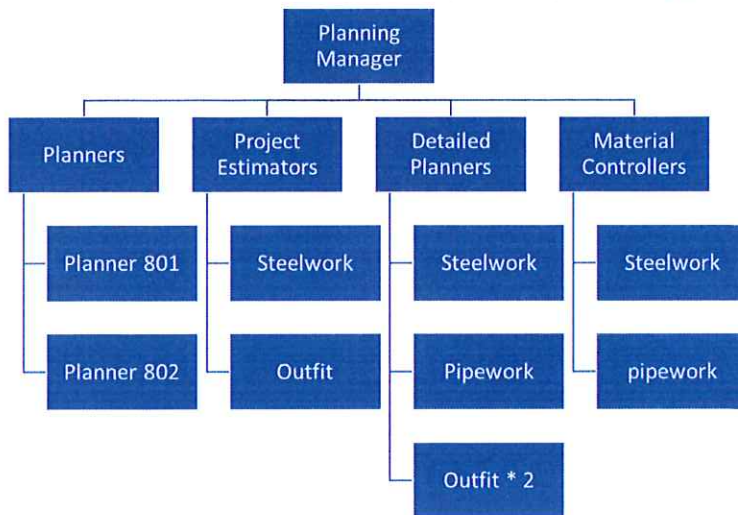 Planning
Manager
Planners
Project
Estimators
Detailed
Planners
Material
Controllers
Planner 801
Steelwork
Steelwork
Steelwork
Planner 802
Outfit
Pipework
pipework
Outfit * 2